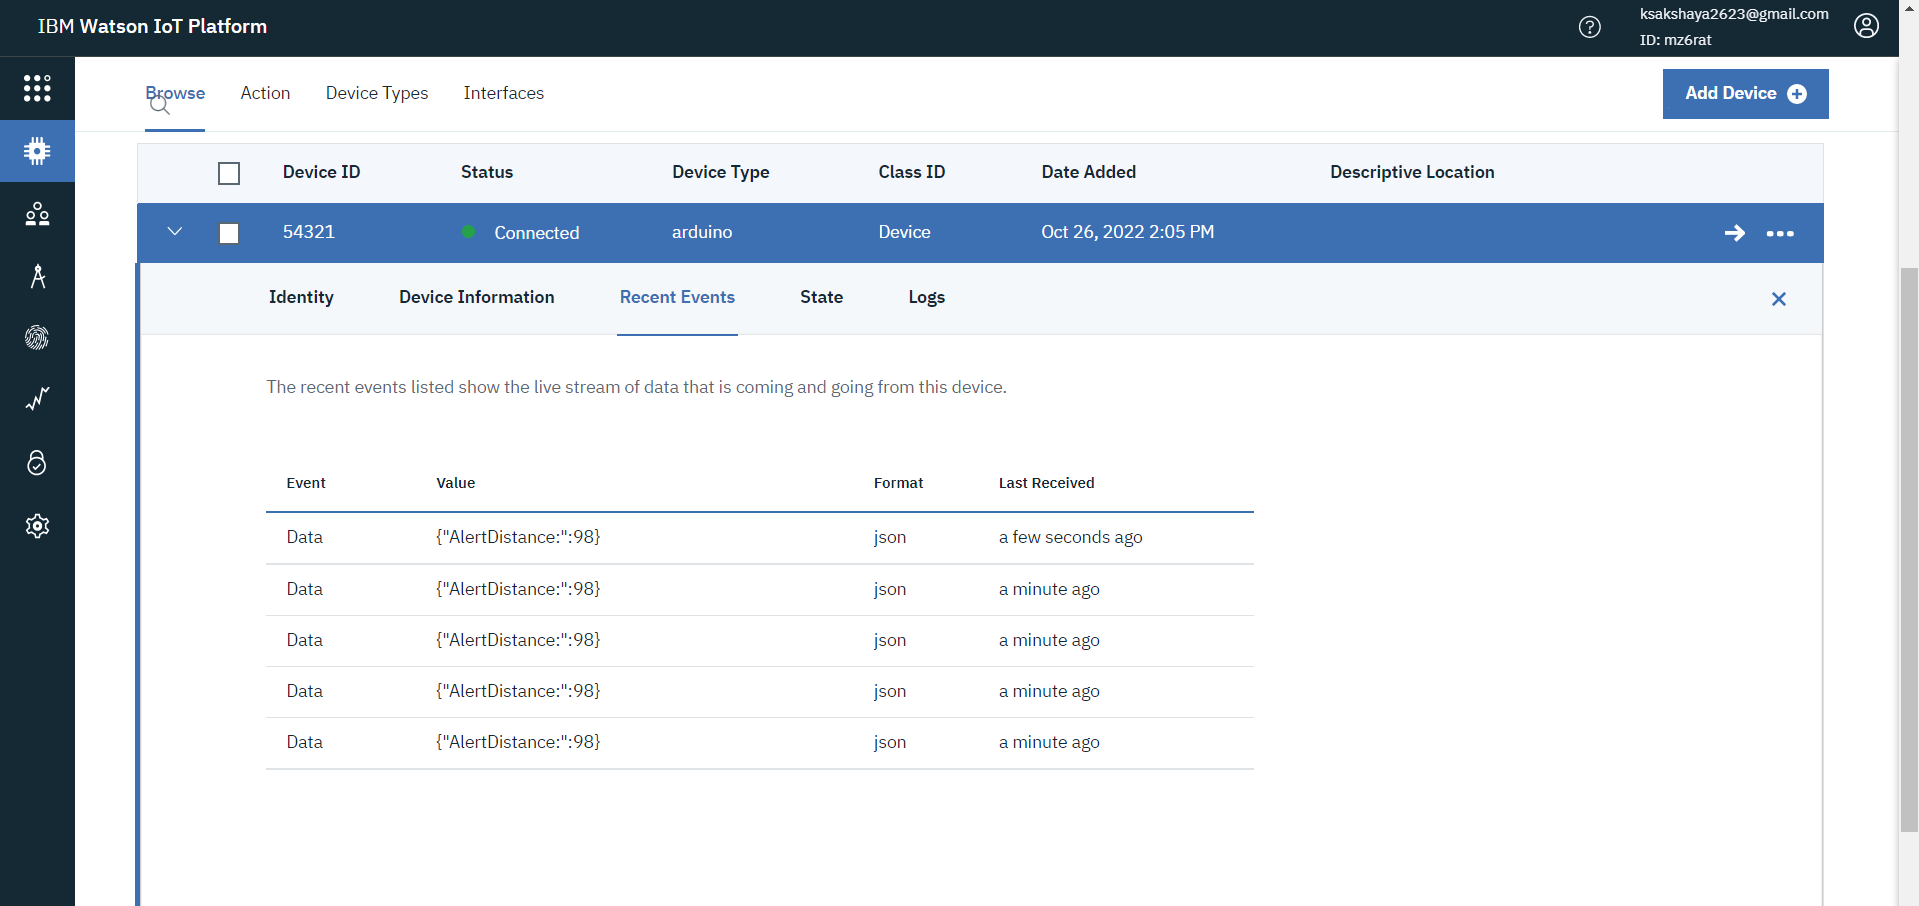 IBM Watson IoT Platform
ksakshaya2623@gmail.com
ID: mz6rat
Browse Action Device Types Interfaces
Add Device
Device ID Status Device Type Class ID Date Added Descriptive Location
54321 Connected arduino Device Oct 26, 2022 2:05 PM
Identity Device Information Recent Events State Logs
The recent events listed show the live stream of data that is coming and going from this device.
Event Value Format Last Received
Data {"AlertDistance:":98} json a few seconds ago
Data {"AlertDistance:":98} json a minute ago
Data {"AlertDistance:":98} json a minute ago
Data {"AlertDistance:":98} json a minute ago
Data {"AlertDistance:":98} json a minute ago